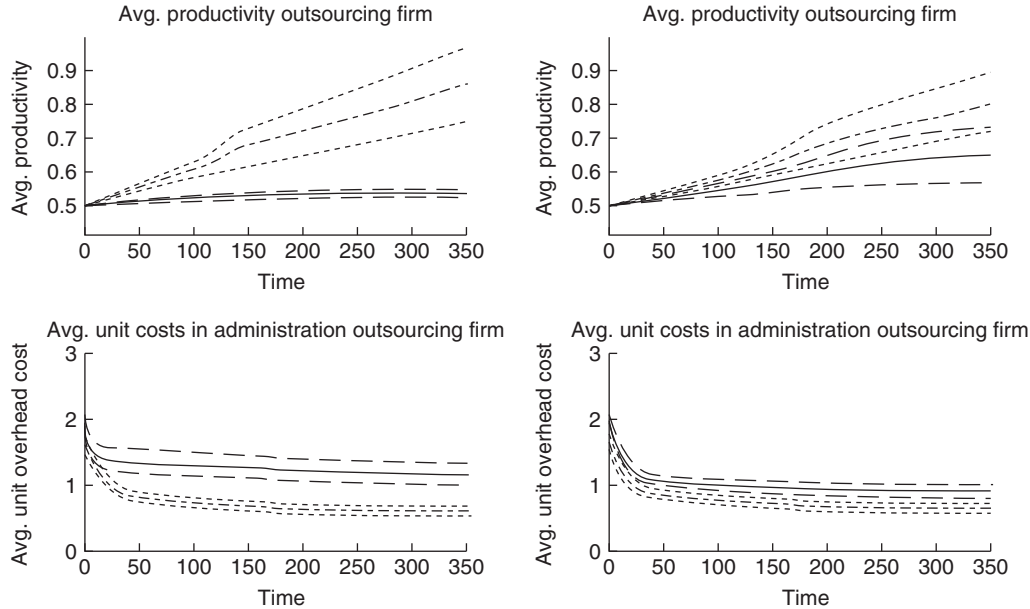 Avg. productivity outsourcing firm
Avg. productivity
0.9
0.8
0.7
0.6
0.5
0 50 100 150 200 250 300 350
Time
Avg. productivity outsourcing firm
Avg. productivity
0.9
0.8
0.7
0.6
0.5
0 50 100 150 200 250 300 350
Time
Avg. unit costs in administration outsourcing firm
Avg. unit overhead cost
3
2
1
0
0 50 100 150 200 250 300 350
Time
Avg. unit costs in administration outsourcing firm
Avg. unit overhead cost
3
2
1
0
0 50 100 150 200 250 300 350
Time